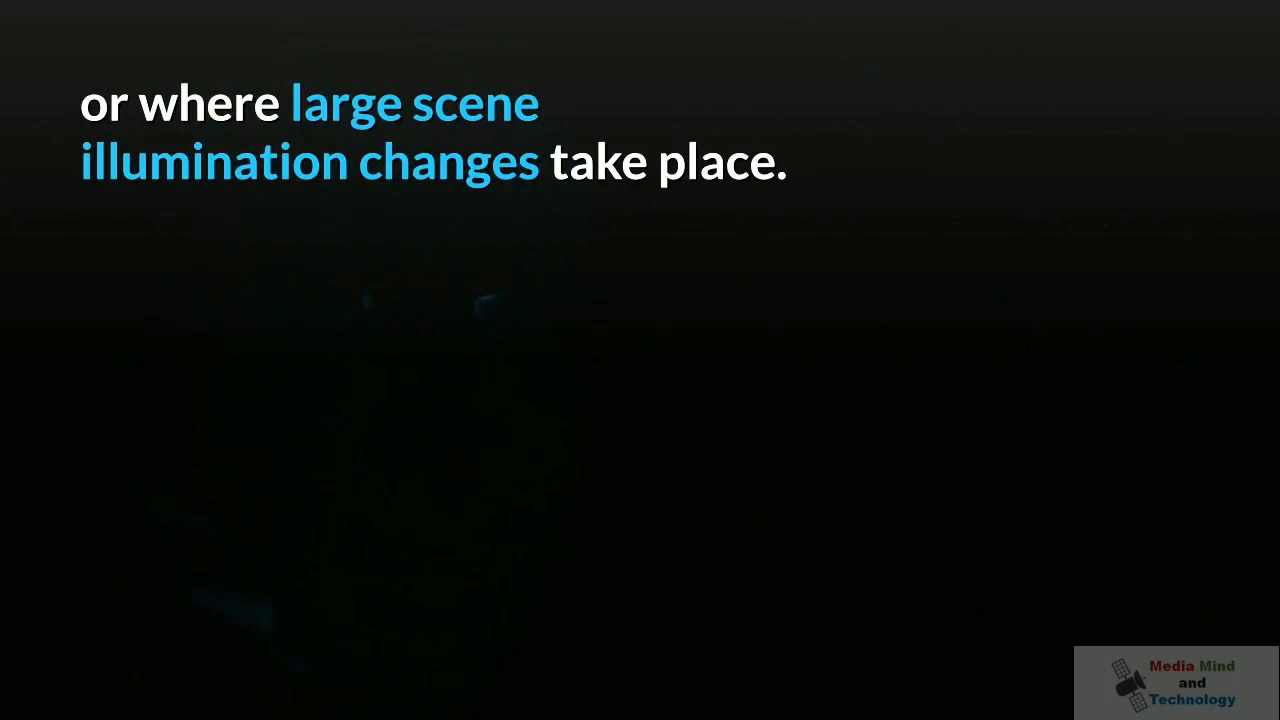 or where large scene
illumination changes take place.
Media Mind
and
Technology